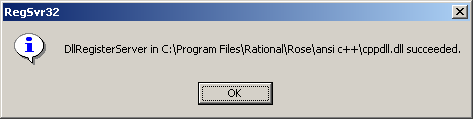 RegSvr32
DllRegisterServer in C:\Program Files\Rational\Rose\ansi c++\cppdll.dll succeeded.
OK